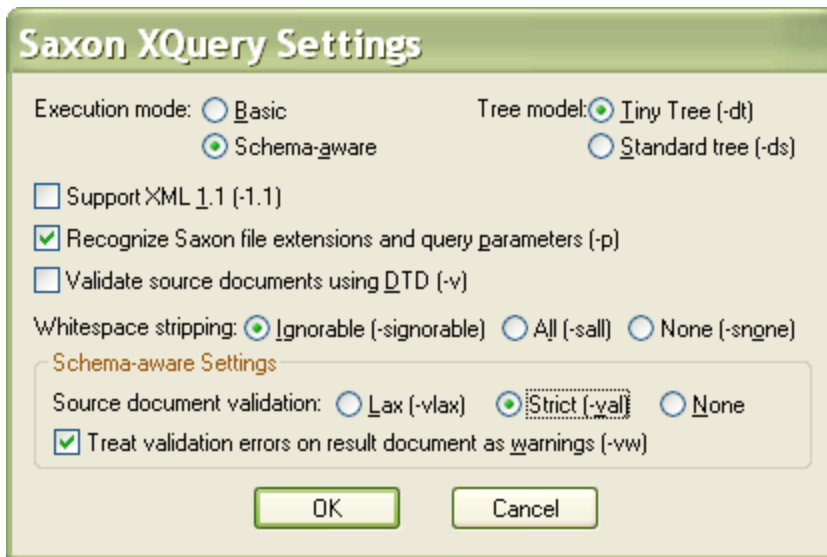 Saxon XQuery Settings
Execution mode: Basic Tree model: Tiny Tree (-dt)
Schema-aware Standard tree (-ds)
Support XML 1.1 (-1.1)
Recognize Saxon file extensions and query parameters (-p)
Validate source documents using DTD (-v)
Whitespace stripping: Ignorable (-signorable) All (-sall) None (-snone)
Schema-aware Settings
Source document validation: Lax (-vlax) Strict (-val) None
Treat validation errors on result document as warnings (-vw)
OK Cancel